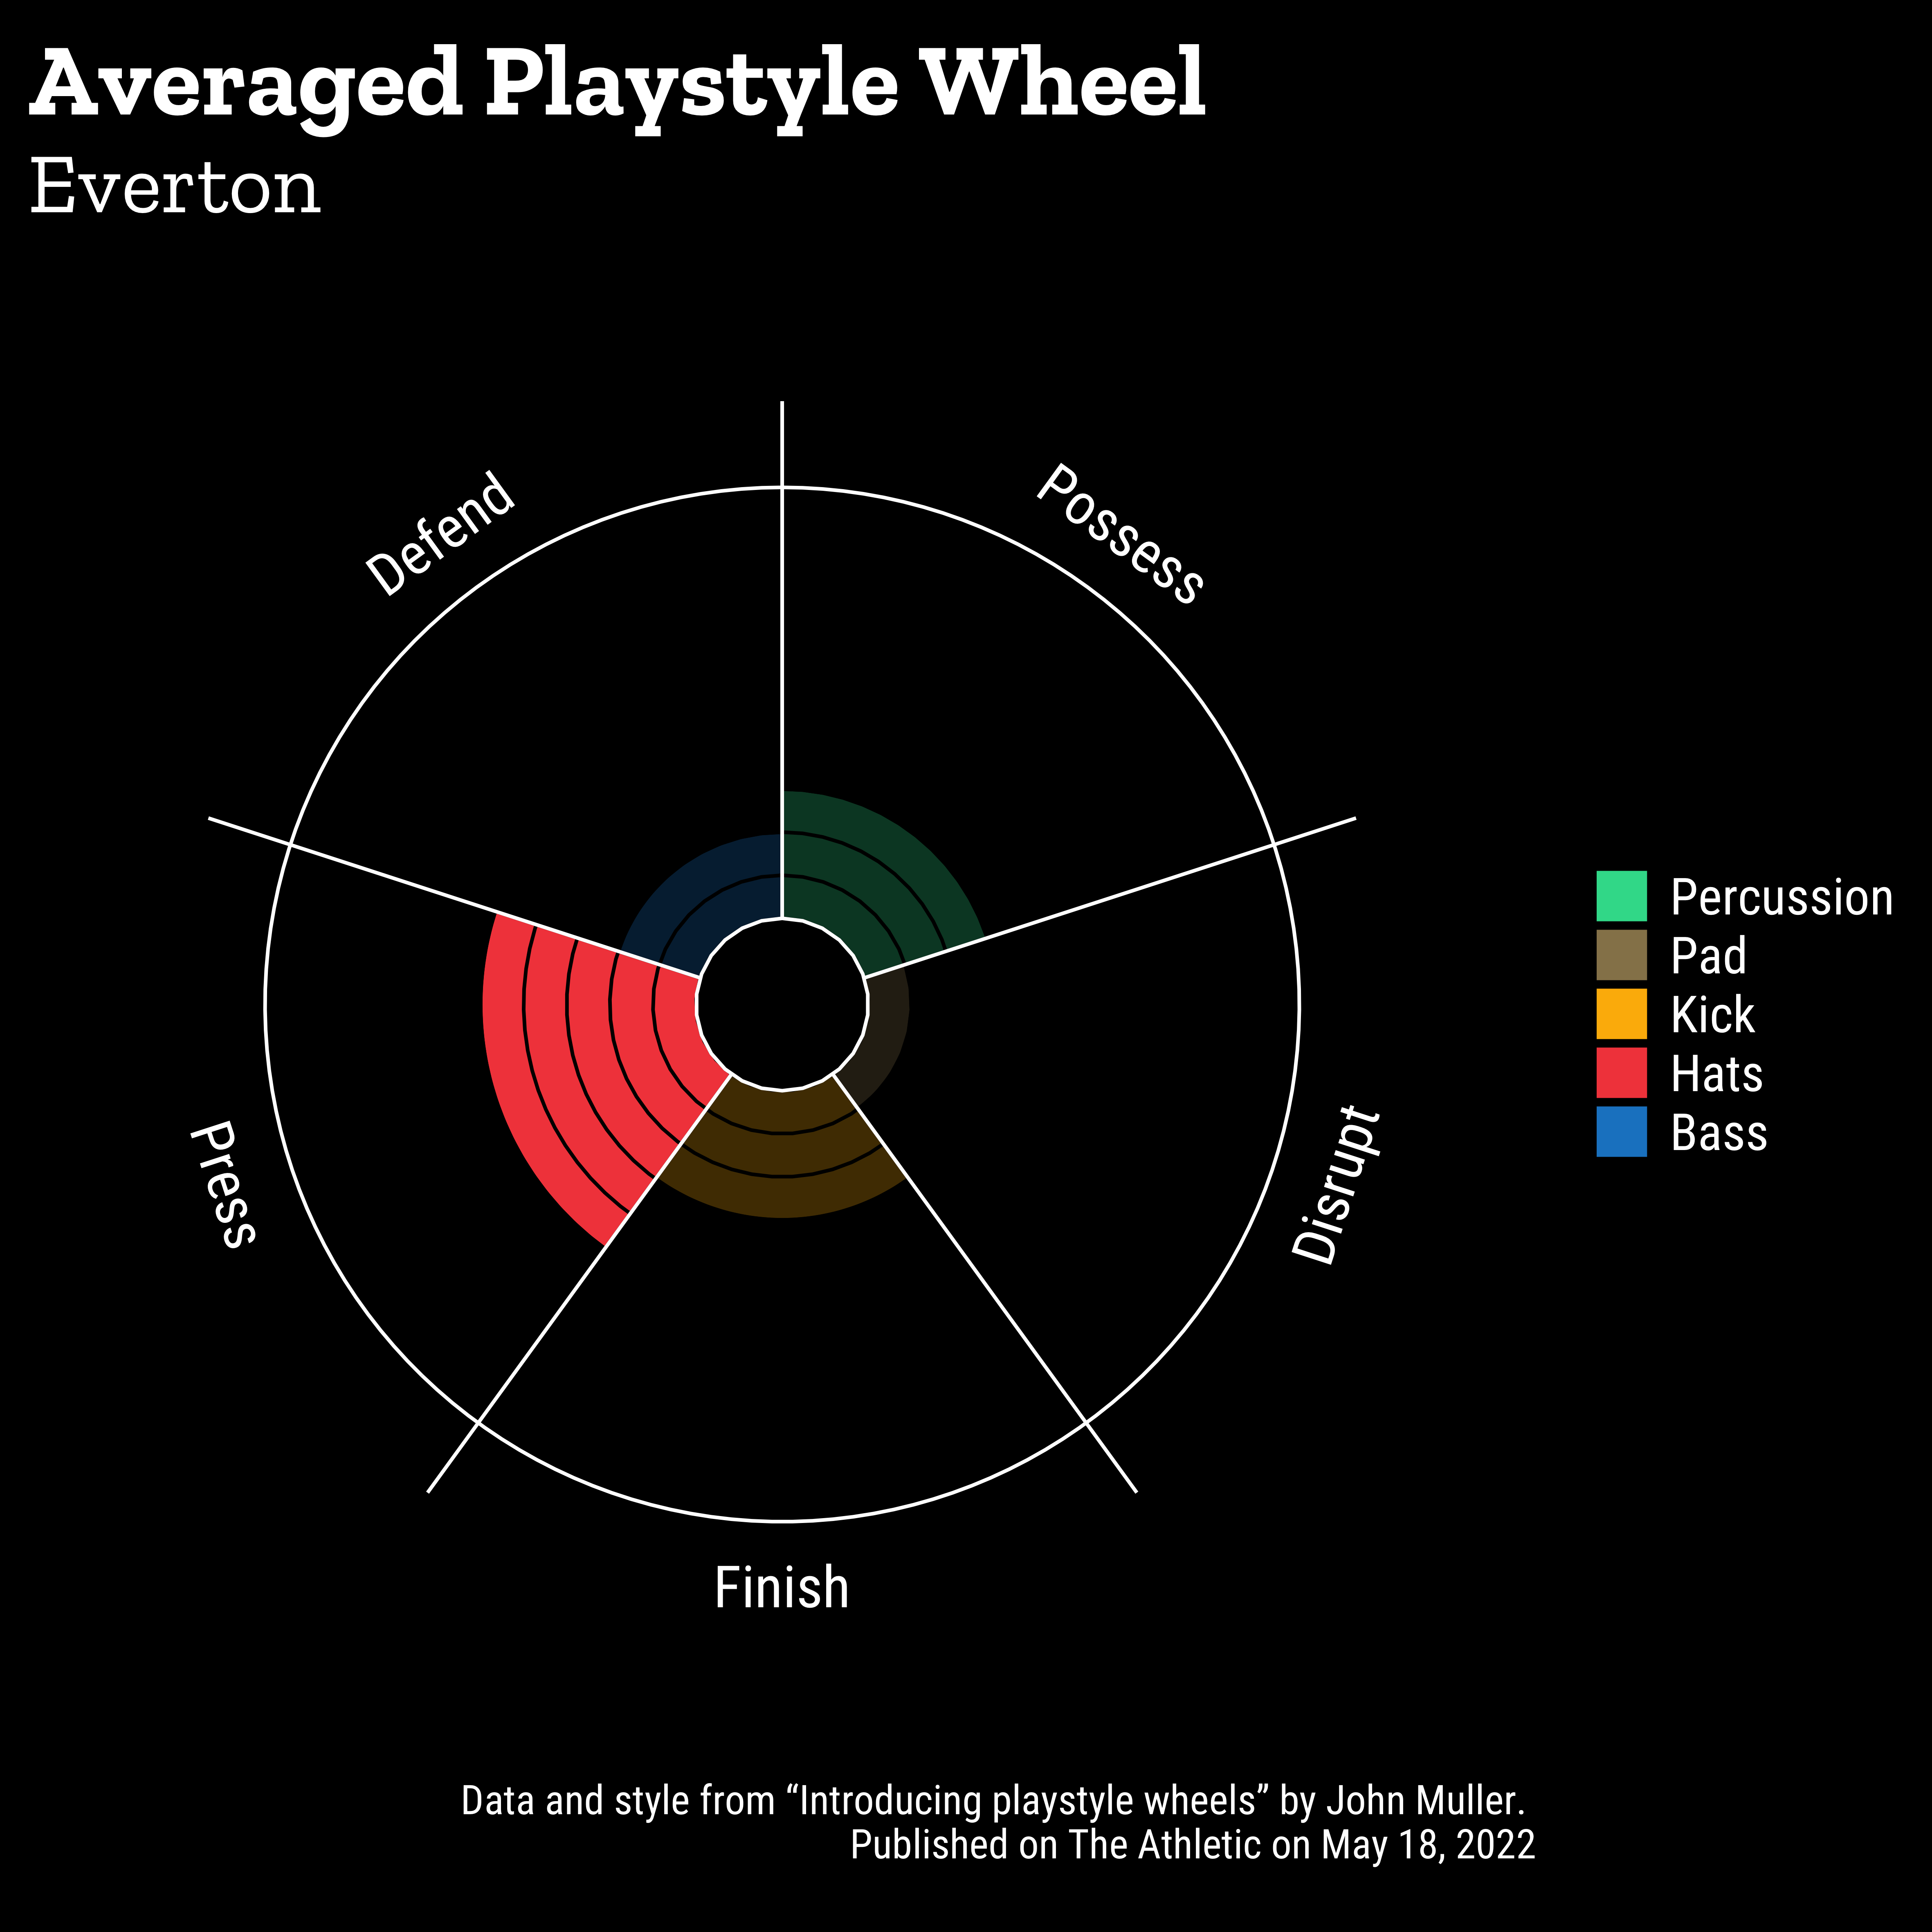 Averaged Playstyle Wheel
Everton
Defend
Possess
Press
Disrupt
Finish
Percussion
Pad
Kick
Hats
Bass
Data and style from “Introducing playstyle wheels” by John Muller.
Published on The Athletic on May 18, 2022